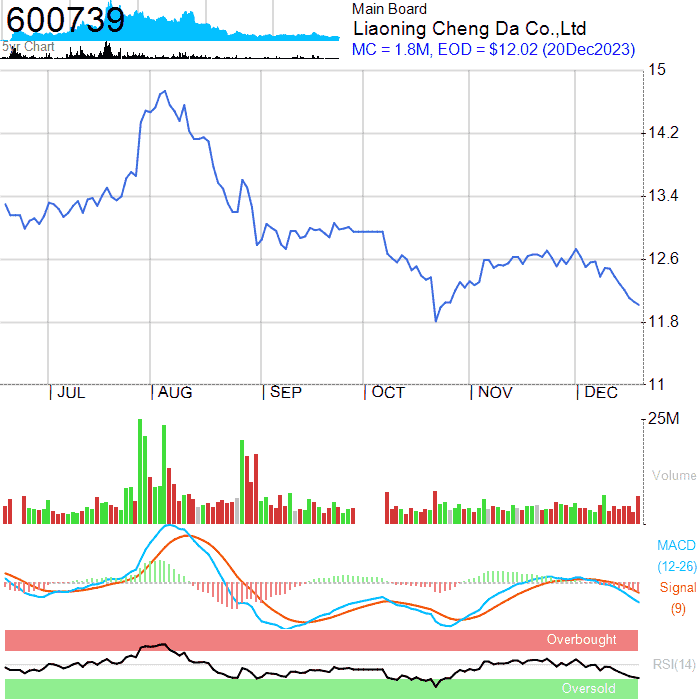 600739
5yr Chart
Main Board
Liaoning Cheng Da Co.,Ltd
MC = 1.8M, EOD = $12.02 (20Dec2023)
15
14.2
13.4
12.6
11.8
11
JUL AUG SEP OCT NOV DEC
25M
Volume
MACD
(12-26)
Signal
(9)
Overbought
RSI(14)
Oversold